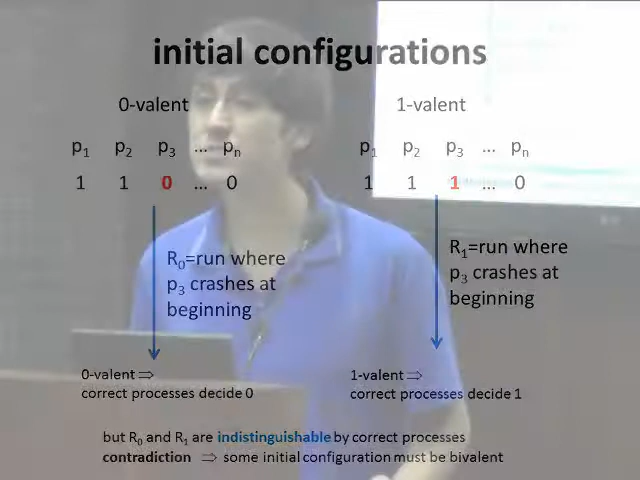 initial configurations
0-valent 1-valent
p1 p2 p3 ... pn p1 p2 p3 ... pn
1 1 0 ... 0 1 1 1 ... 0
R0=run where
p3 crashes at
beginning
R1=run where
p3 crashes at
beginning
0-valent ⇒
correct processes decide 0
1-valent ⇒
correct processes decide 1
but R0 and R1 are indistinguishable by correct processes
contradiction ⇒ some initial configuration must be bivalent